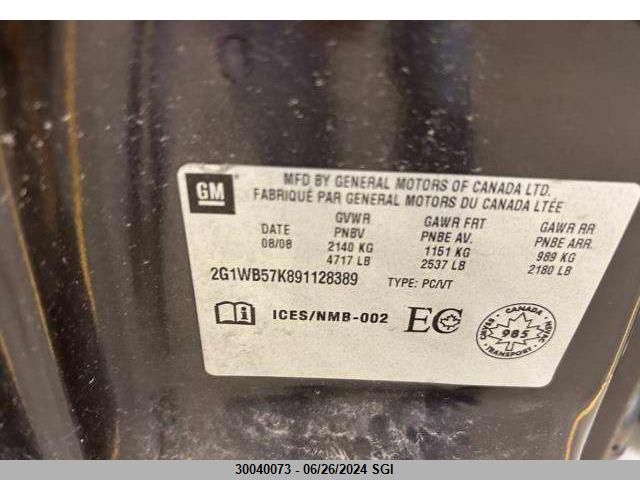 GM
MFD BY GENERAL MOTORS OF CANADA LTD.
FABRIQUÉ PAR GENERAL MOTORS DU CANADA LTÉE
DATE
08/08
GVWR
PNBV
2140 KG
4717 LB
GAWR FRT
PNBE AV.
1151 KG
2537 LB
GAWR RR
PNBE ARR.
989 KG
2180 LB
2G1WB57K891128389 TYPE: PC/VT
i
ICES/NMB-002
EC
CANADA
985
TRANSPORT
30040073 - 06/26/2024 SGI